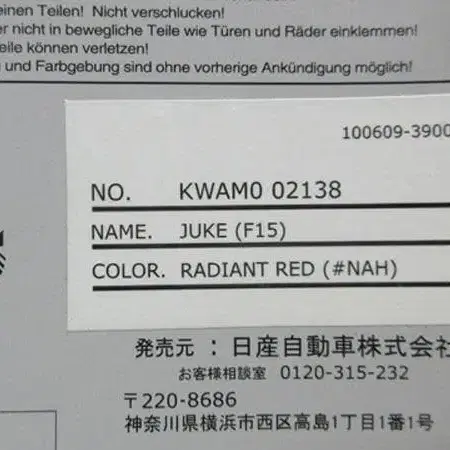 einen Teilen! Nicht verschlucken!
er nicht in bewegliche Teile wie Türen und Räder einklemmen!
eile können verletzen!
g und Farbgebung sind ohne vorherige Ankündigung möglich!
100609-3900
NO. KWAM0 02138
NAME. JUKE (F15)
COLOR. RADIANT RED (#NAH)
発売元 : 日産自動車株式会社
お客様相談室 0120-315-232
〒220-8686
神奈川県横浜市西区高島1丁目1番1号